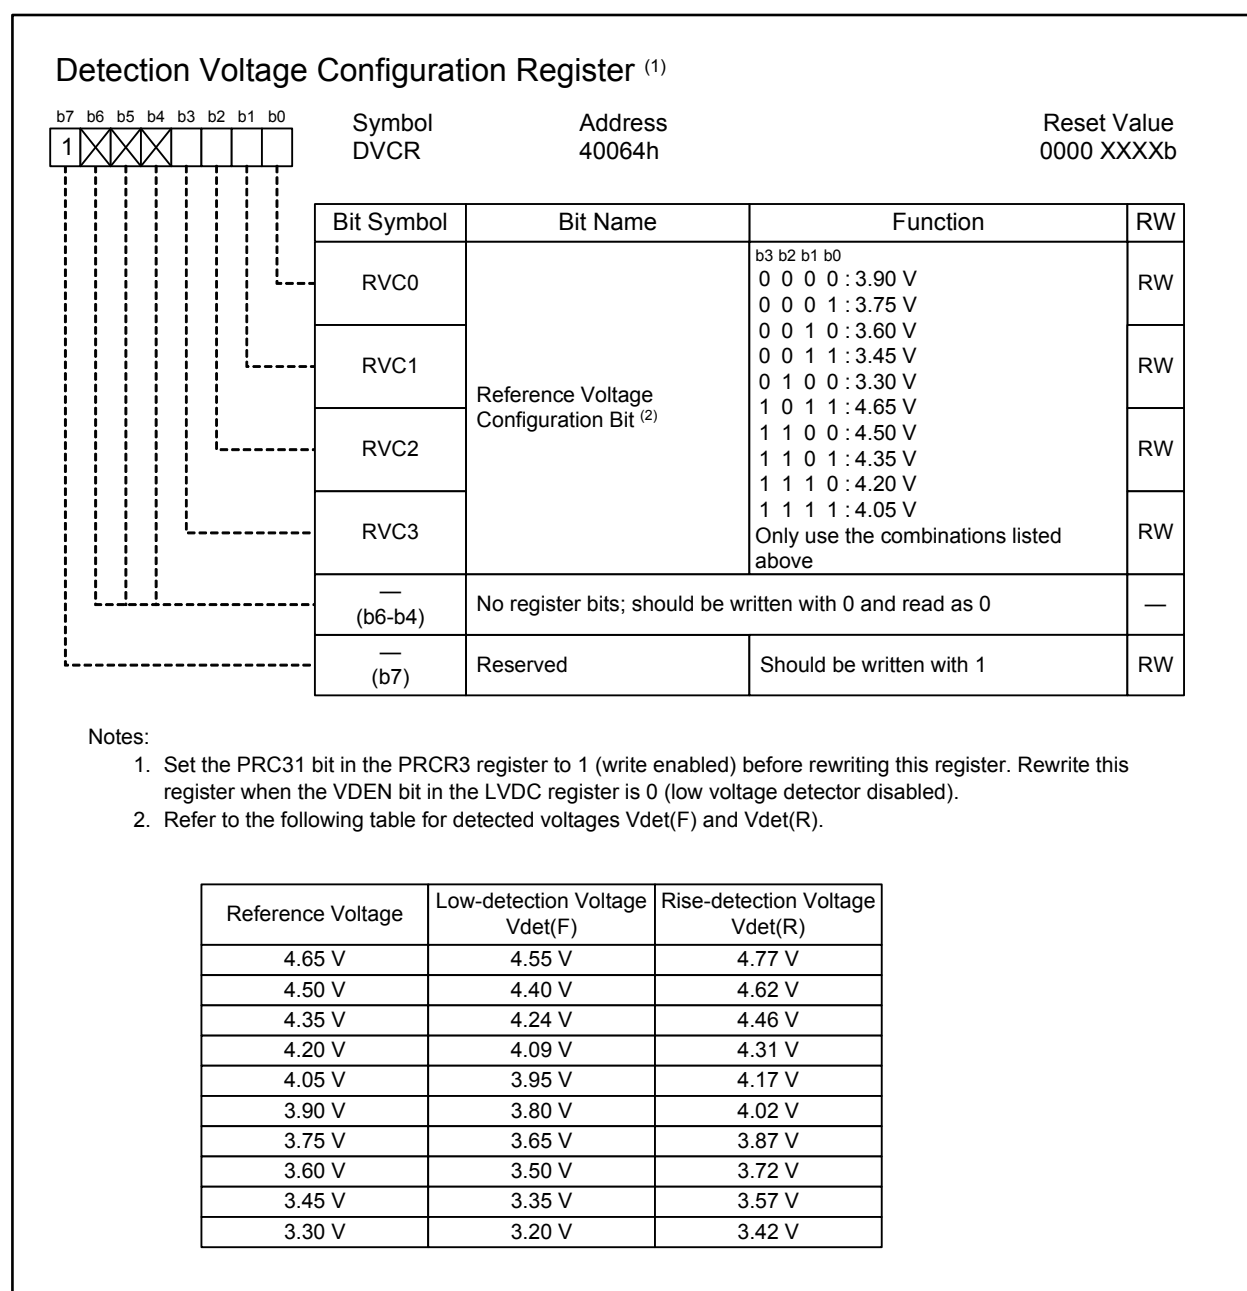 Detection Voltage Configuration Register (1)
b7 b6 b5 b4 b3 b2 b1 b0
1
Symbol Address Reset Value
DVCR 40064h 0000 XXXXb
Bit Symbol Bit Name Function RW
RVC0 RW
RVC1 RW
RVC2 RW
RVC3 RW
Reference Voltage
Configuration Bit (2)
b3 b2 b1 b0
0 0 0 0 : 3.90 V
0 0 0 1 : 3.75 V
0 0 1 0 : 3.60 V
0 0 1 1 : 3.45 V
0 1 0 0 : 3.30 V
1 0 1 1 : 4.65 V
1 1 0 0 : 4.50 V
1 1 0 1 : 4.35 V
1 1 1 0 : 4.20 V
1 1 1 1 : 4.05 V
Only use the combinations listed
above
—
(b6-b4) No register bits; should be written with 0 and read as 0 —
—
(b7) Reserved Should be written with 1 RW
Notes:
1. Set the PRC31 bit in the PRCR3 register to 1 (write enabled) before rewriting this register. Rewrite this
register when the VDEN bit in the LVDC register is 0 (low voltage detector disabled).
2. Refer to the following table for detected voltages Vdet(F) and Vdet(R).
Reference Voltage Low-detection Voltage Rise-detection Voltage
Vdet(F) Vdet(R)
4.65 V 4.55 V 4.77 V
4.50 V 4.40 V 4.62 V
4.35 V 4.24 V 4.46 V
4.20 V 4.09 V 4.31 V
4.05 V 3.95 V 4.17 V
3.90 V 3.80 V 4.02 V
3.75 V 3.65 V 3.87 V
3.60 V 3.50 V 3.72 V
3.45 V 3.35 V 3.57 V
3.30 V 3.20 V 3.42 V